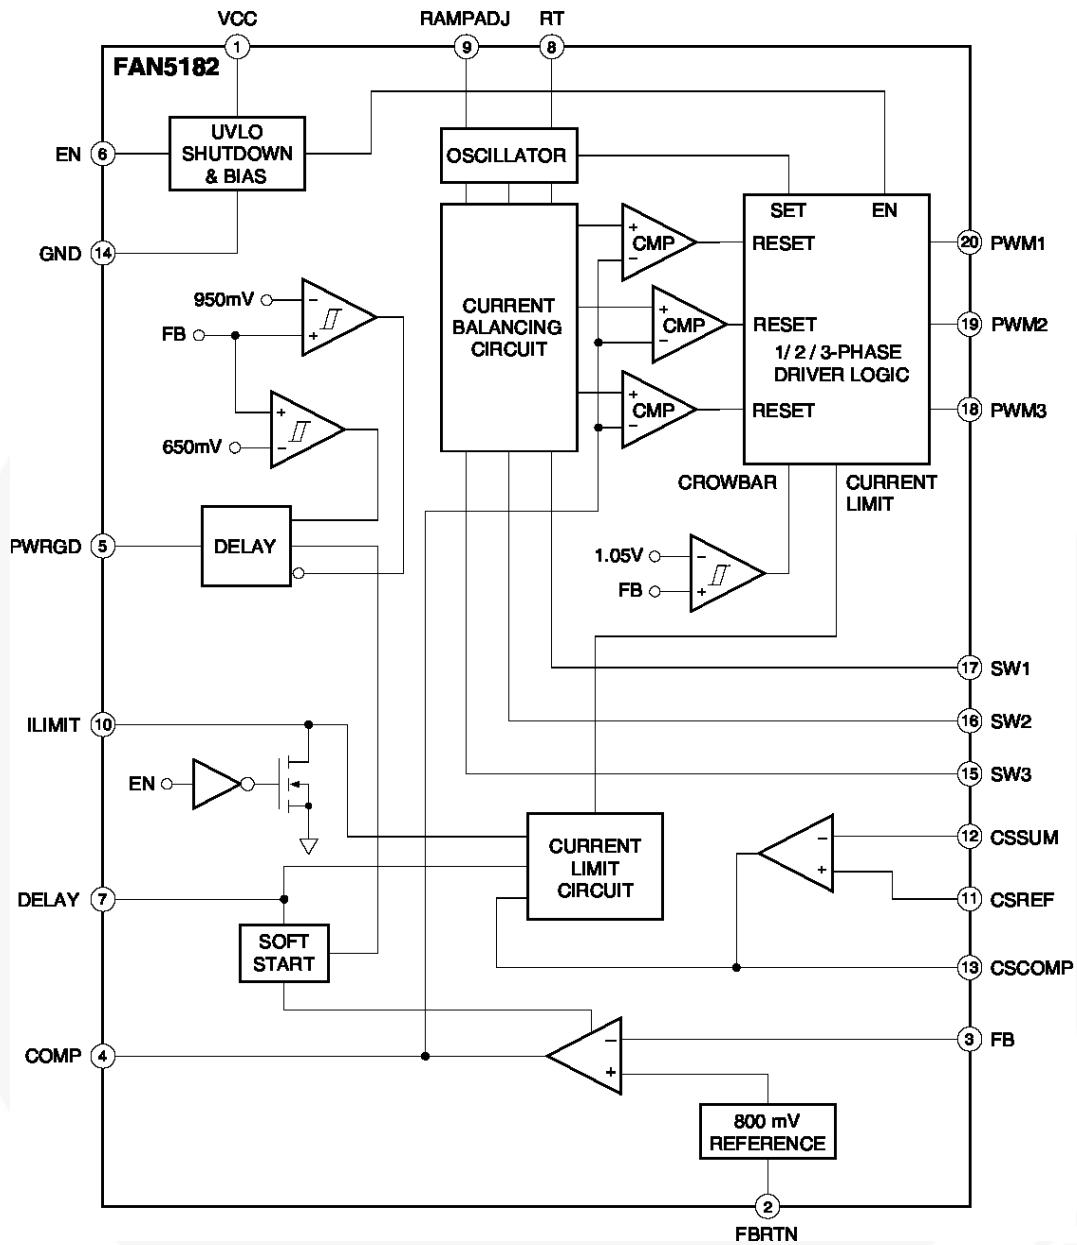 VCC
RAMPADJ
RT
1
9
8
FAN5182
EN
6
UVLO
SHUTDOWN
& BIAS
OSCILLATOR
GND
14
SET
EN
+
CMP
−
RESET
20
PWM1
950mV
−
FB
+
CURRENT
BALANCING
CIRCUIT
+
CMP
−
RESET
19
PWM2
1/ 2 / 3-PHASE
DRIVER LOGIC
+
650mV
−
+
CMP
−
RESET
18
PWM3
CROWBAR
CURRENT
LIMIT
PWRGD
5
DELAY
1.05V
−
FB
+
17
SW1
ILIMIT
10
16
SW2
EN
15
SW3
CURRENT
LIMIT
CIRCUIT
−
12
CSSUM
+
11
CSREF
DELAY
7
SOFT
START
13
CSCOMP
COMP
4
−
3
FB
+
800 mV
REFERENCE
2
FBRTN